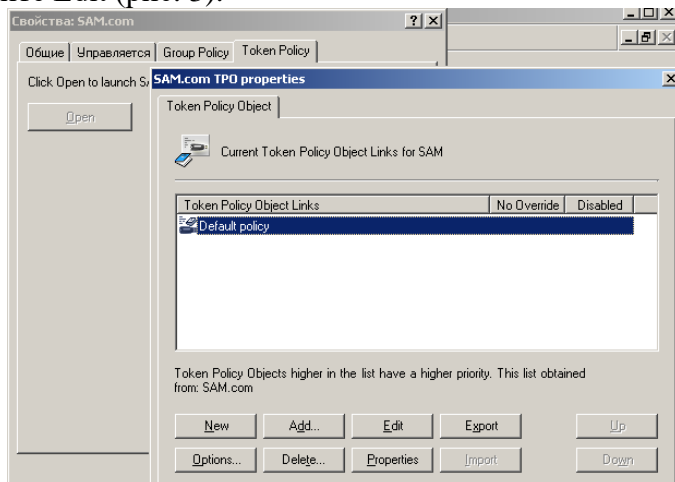 Edit (рис. 3).
Свойства: SAM.com
Общие Управляется Group Policy Token Policy
Click Open to launch
Open
SAM.com TPO properties
Token Policy Object
Current Token Policy Object Links for SAM
Token Policy Object Links No Override Disabled
Default policy
Token Policy Objects higher in the list have a higher priority. This list obtained
from: SAM.com
New Add... Edit Export Up
Options... Delete... Properties Import Down